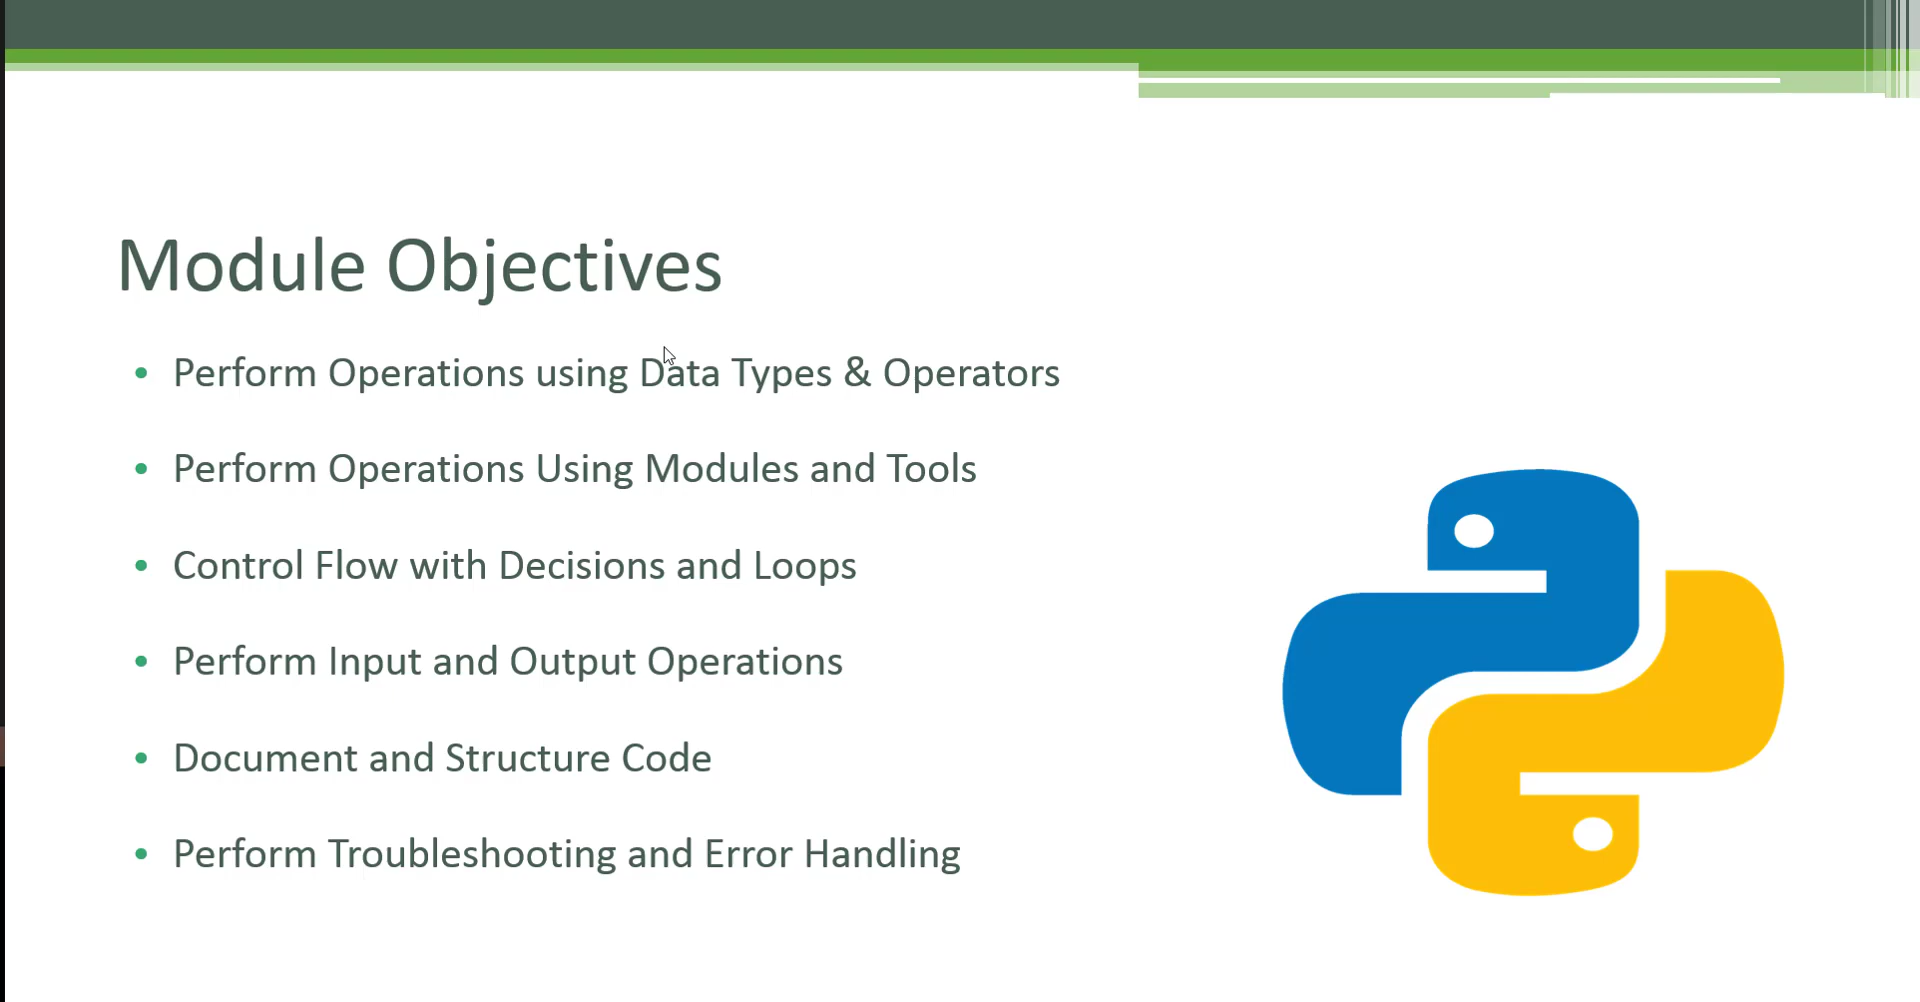 Module Objectives
• Perform Operations using Data Types & Operators
• Perform Operations Using Modules and Tools
• Control Flow with Decisions and Loops
• Perform Input and Output Operations
• Document and Structure Code
• Perform Troubleshooting and Error Handling